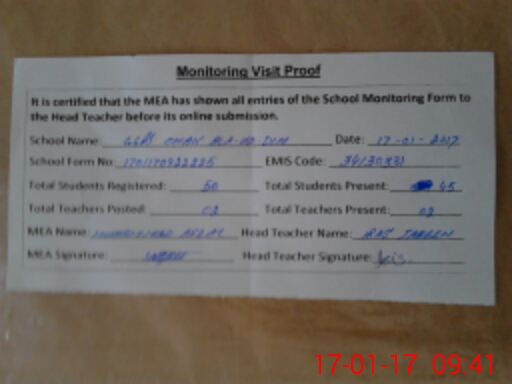 Monitoring Visit Proof
It is certified that the MEA has shown all entries of the School Monitoring Form to
the Head Teacher before its online submission.
School Name: CHAK Date: 17-01-2017
School Form No: EMIS Code:
Total Students Registered: 50 Total Students Present: 45
Total Teachers Posted: 02 Total Teachers Present: 02
MEA Name: Head Teacher Name:
MEA Signature: Head Teacher Signature:
17-01-17 09:41